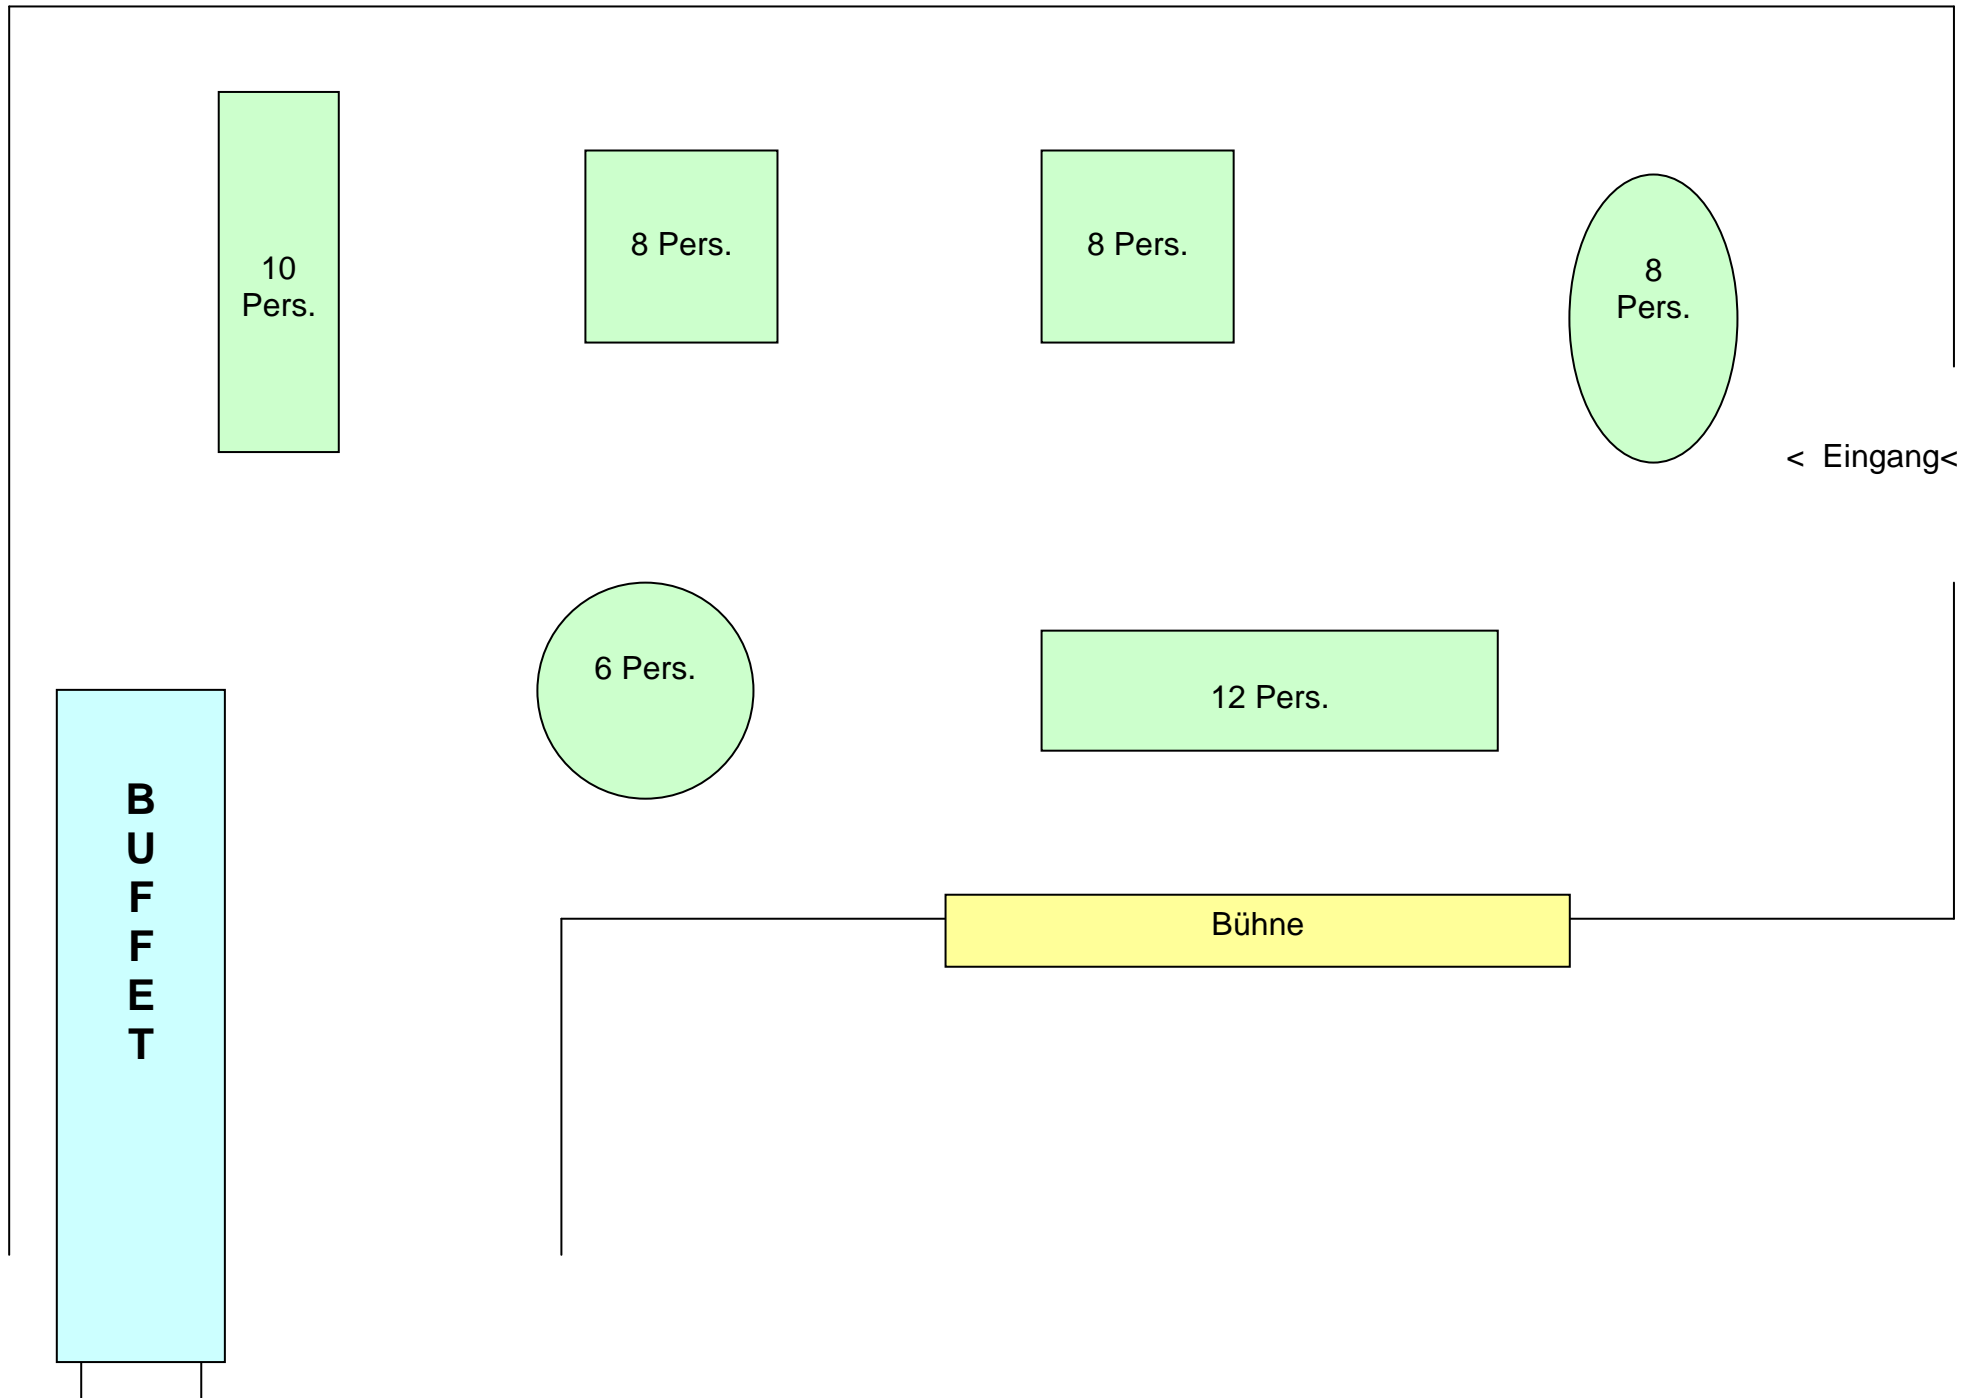 10
Pers.
8 Pers.
8 Pers.
8
Pers.
< Eingang<
6 Pers.
12 Pers.
B
U
F
F
E
T
Bühne